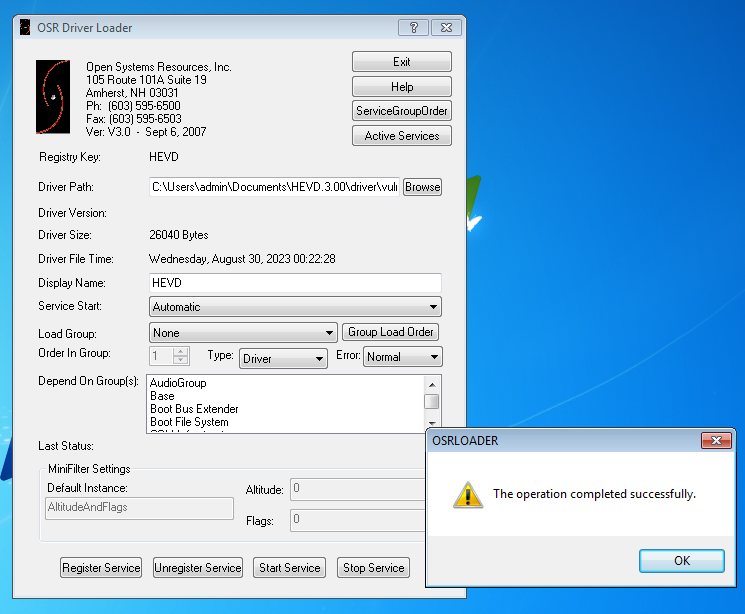 OSR Driver Loader
Open Systems Resources, Inc.
105 Route 101A Suite 19
Amherst, NH 03031
Ph: (603) 595-6500
Fax: (603) 595-6503
Ver: V3.0 - Sept 6, 2007
Exit
Help
ServiceGroupOrder
Active Services
Registry Key: HEVD
Driver Path: C:\Users\admin\Documents\HEVD.3.00\driver\vuln Browse
Driver Version:
Driver Size: 26040 Bytes
Driver File Time: Wednesday, August 30, 2023 00:22:28
Display Name: HEVD
Service Start: Automatic
Load Group: None Group Load Order
Order In Group: 1 Type: Driver Error: Normal
Depend On Group(s): AudioGroup
Base
Boot Bus Extender
Boot File System
Last Status:
MiniFilter Settings
Default Instance:
AltitudeAndFlags
Altitude: 0
Flags: 0
Register Service Unregister Service Start Service Stop Service
OSRLOADER
The operation completed successfully.
OK